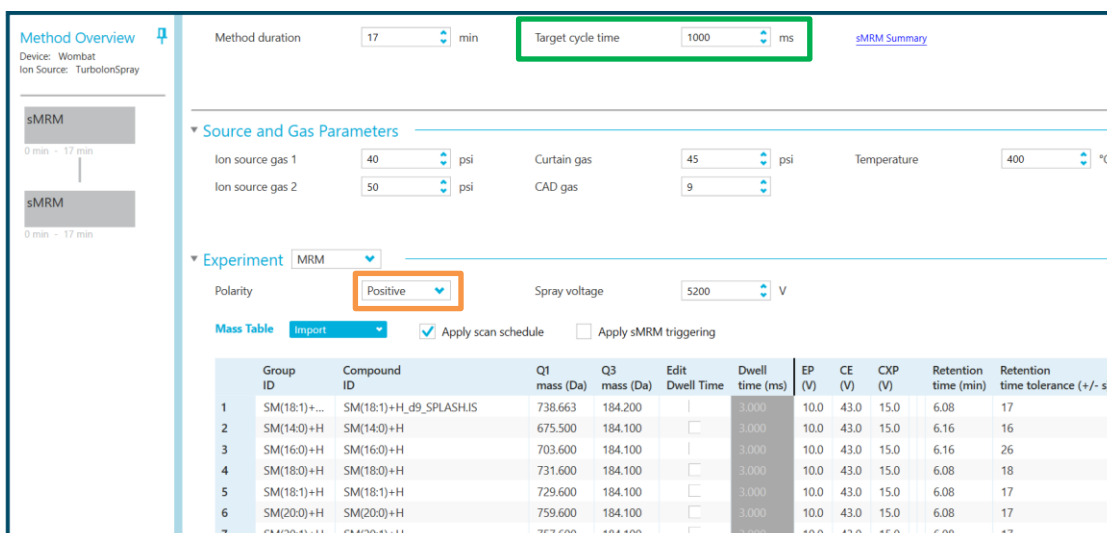 Method Overview
Device: Wombat
Ion Source: TurboIonSpray
sMRM
0 min - 17 min
sMRM
0 min - 17 min
Method duration 17 min Target cycle time 1000 ms sMRM Summary
Source and Gas Parameters
Ion source gas 1 40 psi Curtain gas 45 psi Temperature 400
Ion source gas 2 50 psi CAD gas 9
Experiment MRM
Polarity Positive Spray voltage 5200 V
Mass Table Import Apply scan schedule Apply sMRM triggering
Group Compound Q1 Q3 Edit Dwell EP CE CXP Retention Retention
ID ID mass (Da) mass (Da) Dwell Time time (ms) (V) (V) (V) time (min) time tolerance (+/- s
1 SM(18:1)+... SM(18:1)+H_d9_SPLASH.IS 738.663 184.200 3.000 10.0 43.0 15.0 6.08 17
2 SM(14:0)+H SM(14:0)+H 675.500 184.100 3.000 10.0 43.0 15.0 6.16 16
3 SM(16:0)+H SM(16:0)+H 703.600 184.100 3.000 10.0 43.0 15.0 6.16 26
4 SM(18:0)+H SM(18:0)+H 731.600 184.100 3.000 10.0 43.0 15.0 6.08 18
5 SM(18:1)+H SM(18:1)+H 729.600 184.100 3.000 10.0 43.0 15.0 6.08 17
6 SM(20:0)+H SM(20:0)+H 759.600 184.100 3.000 10.0 43.0 15.0 6.08 17